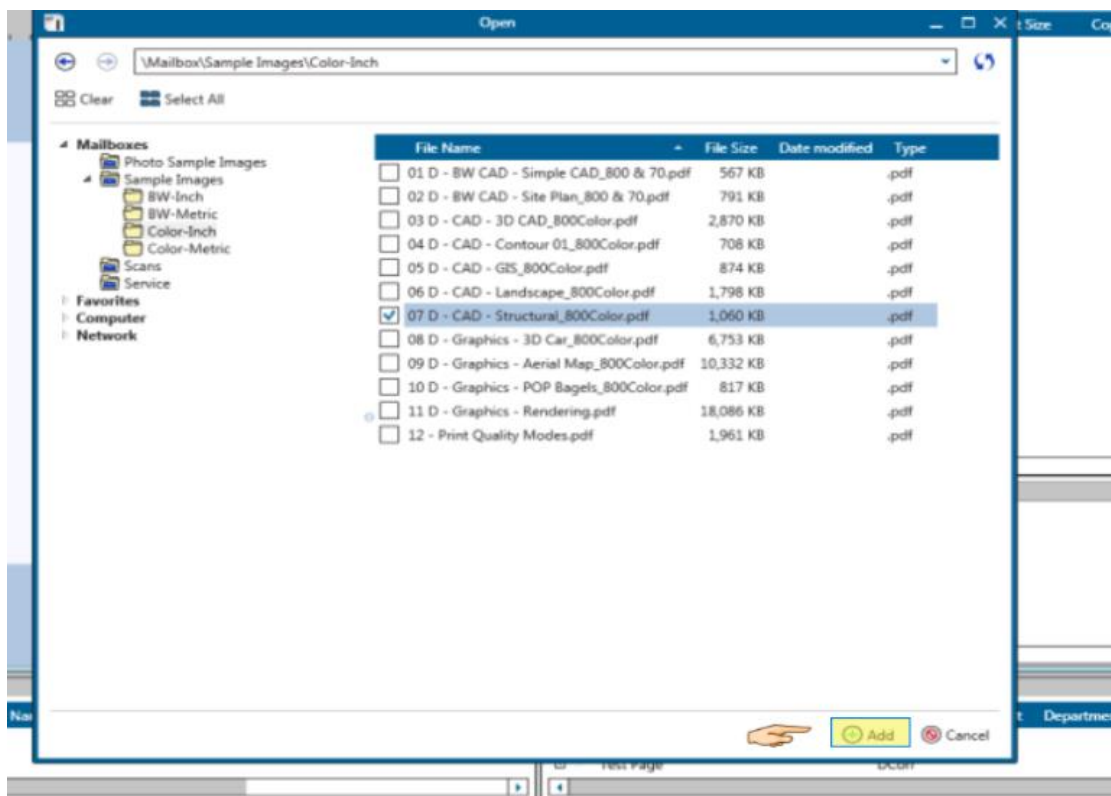 Open
t Size Cop
\Mailbox\Sample Images\Color-Inch
Clear Select All
Mailboxes
Photo Sample Images
Sample Images
BW-Inch
BW-Metric
Color-Inch
Color-Metric
Scans
Service
Favorites
Computer
Network
File Name File Size Date modified Type
01 D - BW CAD - Simple CAD_800 & 70.pdf 567 KB .pdf
02 D - BW CAD - Site Plan_800 & 70.pdf 791 KB .pdf
03 D - CAD - 3D CAD_800Color.pdf 2,870 KB .pdf
04 D - CAD - Contour 01_800Color.pdf 708 KB .pdf
05 D - CAD - GIS_800Color.pdf 874 KB .pdf
06 D - CAD - Landscape_800Color.pdf 1,798 KB .pdf
07 D - CAD - Structural_800Color.pdf 1,060 KB .pdf
08 D - Graphics - 3D Car_800Color.pdf 6,753 KB .pdf
09 D - Graphics - Aerial Map_800Color.pdf 10,332 KB .pdf
10 D - Graphics - POP Bagels_800Color.pdf 817 KB .pdf
11 D - Graphics - Rendering.pdf 18,086 KB .pdf
12 - Print Quality Modes.pdf 1,961 KB .pdf
Nar t Departmen
Add Cancel
Test Page DCorr